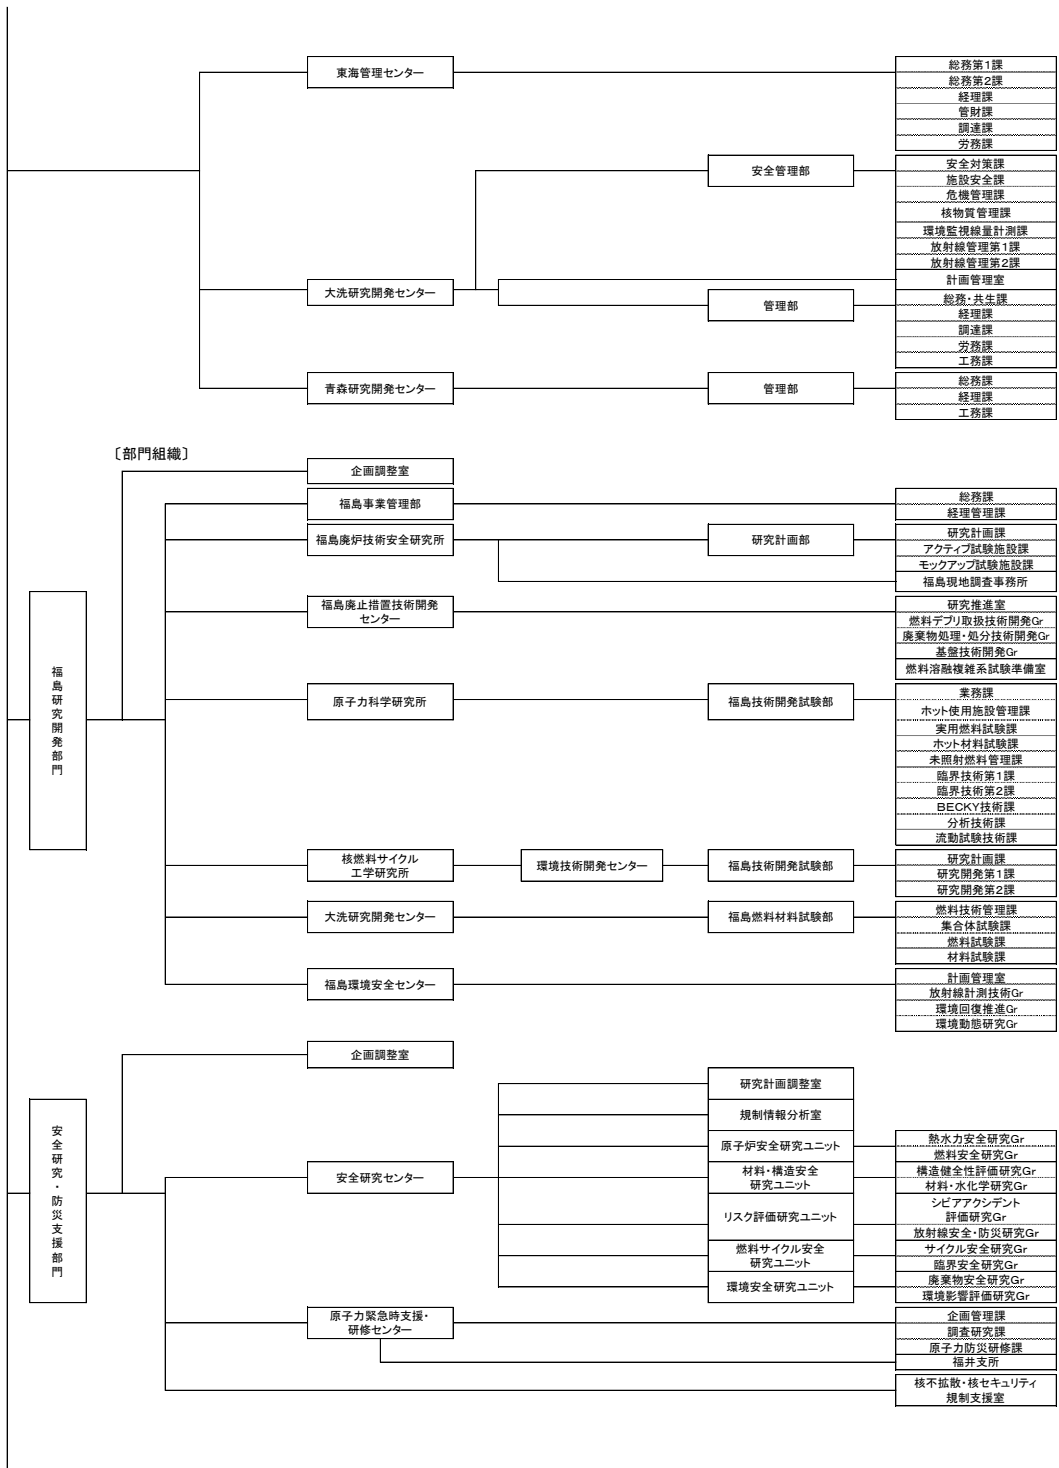 東海管理センター
総務第1課
総務第2課
経理課
管財課
調達課
労務課
安全管理部
安全対策課
施設安全課
危機管理課
核物質管理課
環境監視線量計測課
放射線管理第1課
放射線管理第2課
大洗研究開発センター
計画管理室
管理部
総務・共生課
経理課
調達課
労務課
工務課
青森研究開発センター
管理部
総務課
経理課
工務課
〔部門組織〕
福島研究開発部門
企画調整室
福島事業管理部
総務課
経理管理課
福島廃炉技術安全研究所
研究計画部
研究計画課
アクティブ試験施設課
モックアップ試験施設課
福島現地調査事務所
福島廃止措置技術開発
センター
研究推進室
燃料デブリ取扱技術開発Gr
廃棄物処理・処分技術開発Gr
基盤技術開発Gr
燃料溶融複雑系試験準備室
原子力科学研究所
福島技術開発試験部
業務課
ホット使用施設管理課
実用燃料試験課
ホット材料試験課
未照射燃料管理課
臨界技術第1課
臨界技術第2課
BECKY技術課
分析技術課
流動試験技術課
核燃料サイクル
工学研究所
環境技術開発センター
福島技術開発試験部
研究計画課
研究開発第1課
研究開発第2課
大洗研究開発センター
福島燃料材料試験部
燃料技術管理課
集合体試験課
燃料試験課
材料試験課
福島環境安全センター
計画管理室
放射線計測技術Gr
環境回復推進Gr
環境動態研究Gr
安全研究・防災支援部門
企画調整室
安全研究センター
研究計画調整室
規制情報分析室
原子炉安全研究ユニット
熱水力安全研究Gr
燃料安全研究Gr
材料・構造安全
研究ユニット
構造健全性評価研究Gr
材料・水化学研究Gr
リスク評価研究ユニット
シビアアクシデント
評価研究Gr
放射線安全・防災研究Gr
燃料サイクル安全
研究ユニット
サイクル安全研究Gr
臨界安全研究Gr
環境安全研究ユニット
廃棄物安全研究Gr
環境影響評価研究Gr
原子力緊急時支援・
研修センター
企画管理課
調査研究課
原子力防災研修課
福井支所
核不拡散・核セキュリティ
規制支援室